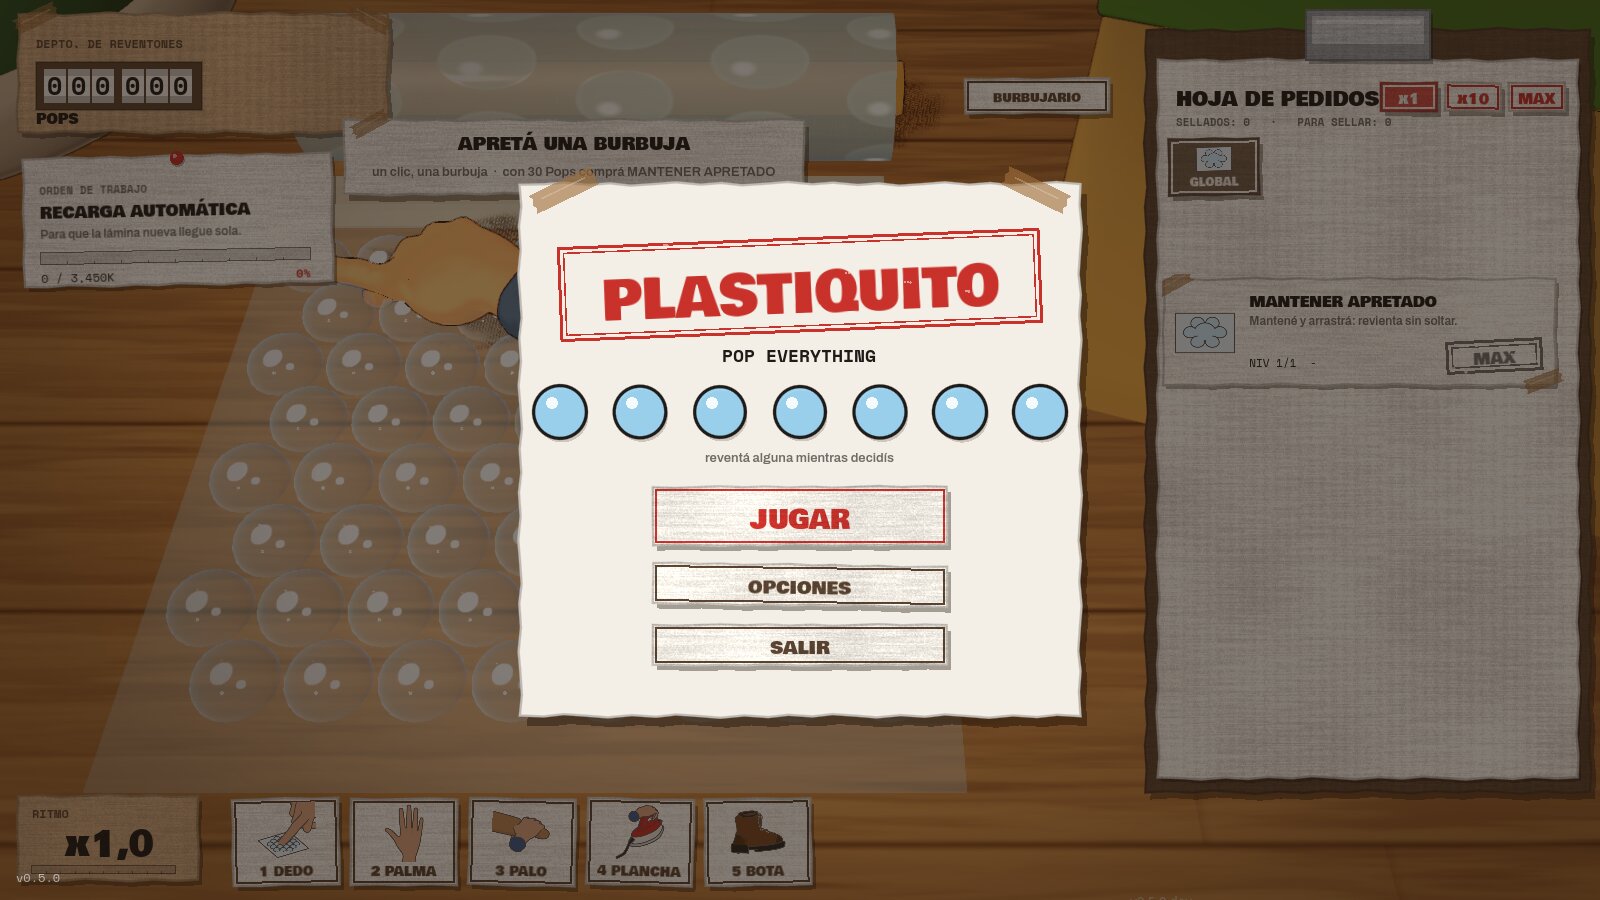 DEPTO. DE REVENTONES
000 000
POPS
BURBUJARIO
HOJA DE PEDIDOS
x1
x10
MAX
SELLADOS: 0 · PARA SELLAR: 0
GLOBAL
APRETÁ UNA BURBUJA
un clic, una burbuja · con 30 Pops comprá MANTENER APRETADO
ORDEN DE TRABAJO
RECARGA AUTOMÁTICA
Para que la lámina nueva llegue sola.
0 / 3,450K
0%
PLASTIQUITO
POP EVERYTHING
reventá alguna mientras decidís
JUGAR
OPCIONES
SALIR
MANTENER APRETADO
Mantené y arrastrá: revienta sin soltar.
NIV 1/1 -
MAX
RITMO
x1,0
v0.5.0
1 DEDO
2 PALMA
3 PALO
4 PLANCHA
5 BOTA